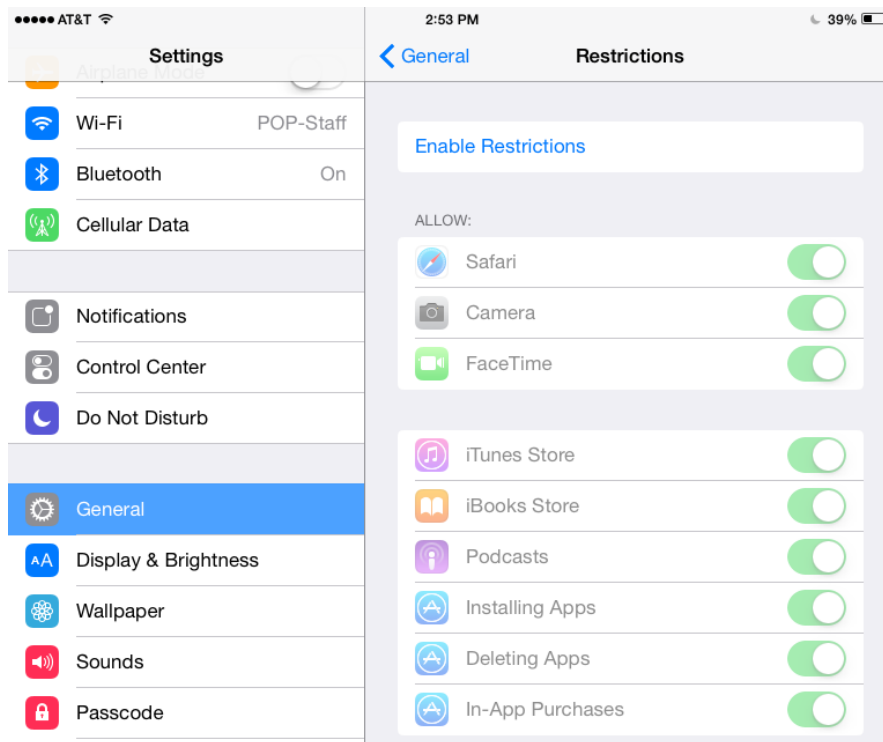 AT&T 2:53 PM 39%
Settings
Airplane Mode
Wi-Fi POP-Staff
Bluetooth On
Cellular Data
Notifications
Control Center
Do Not Disturb
General
AA Display & Brightness
Wallpaper
Sounds
Passcode
General Restrictions
Enable Restrictions
ALLOW:
Safari
Camera
FaceTime
iTunes Store
iBooks Store
Podcasts
Installing Apps
Deleting Apps
In-App Purchases